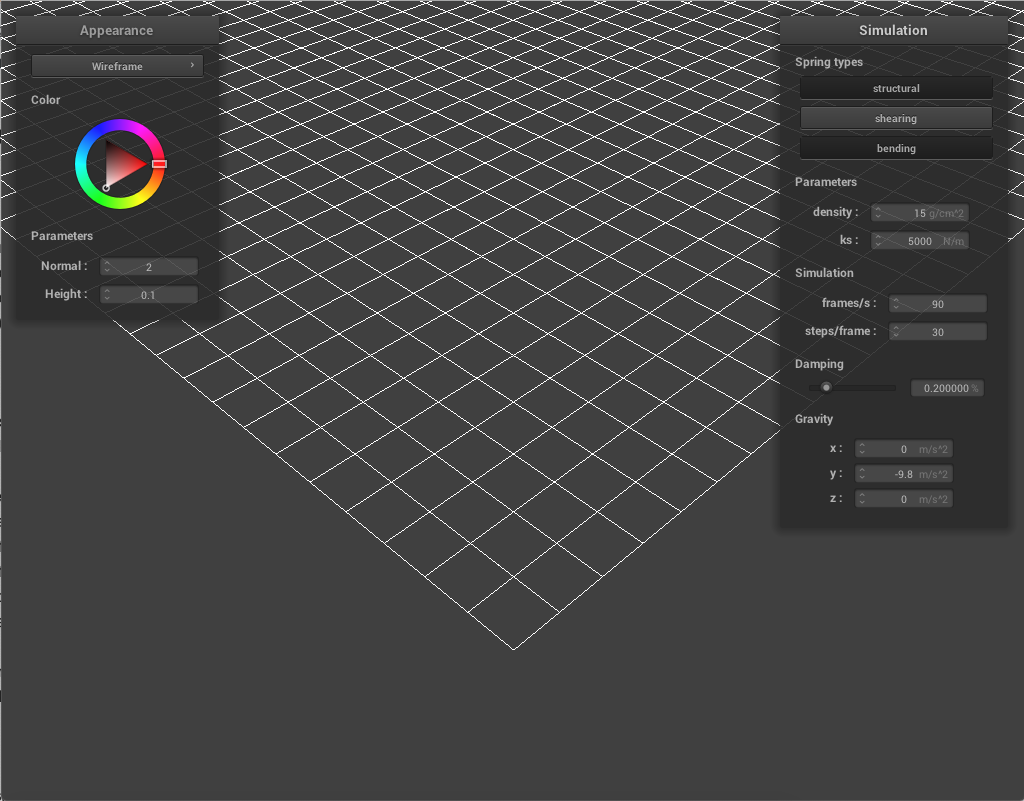 Appearance
Wireframe ›
Color
Parameters
Normal : 2
Height : 0.1
Simulation
Spring types
structural
shearing
bending
Parameters
density : 15 g/cm^2
ks : 5000 N/m
Simulation
frames/s : 90
steps/frame : 30
Damping
0.200000 %
Gravity
x : 0 m/s^2
y : -9.8 m/s^2
z : 0 m/s^2